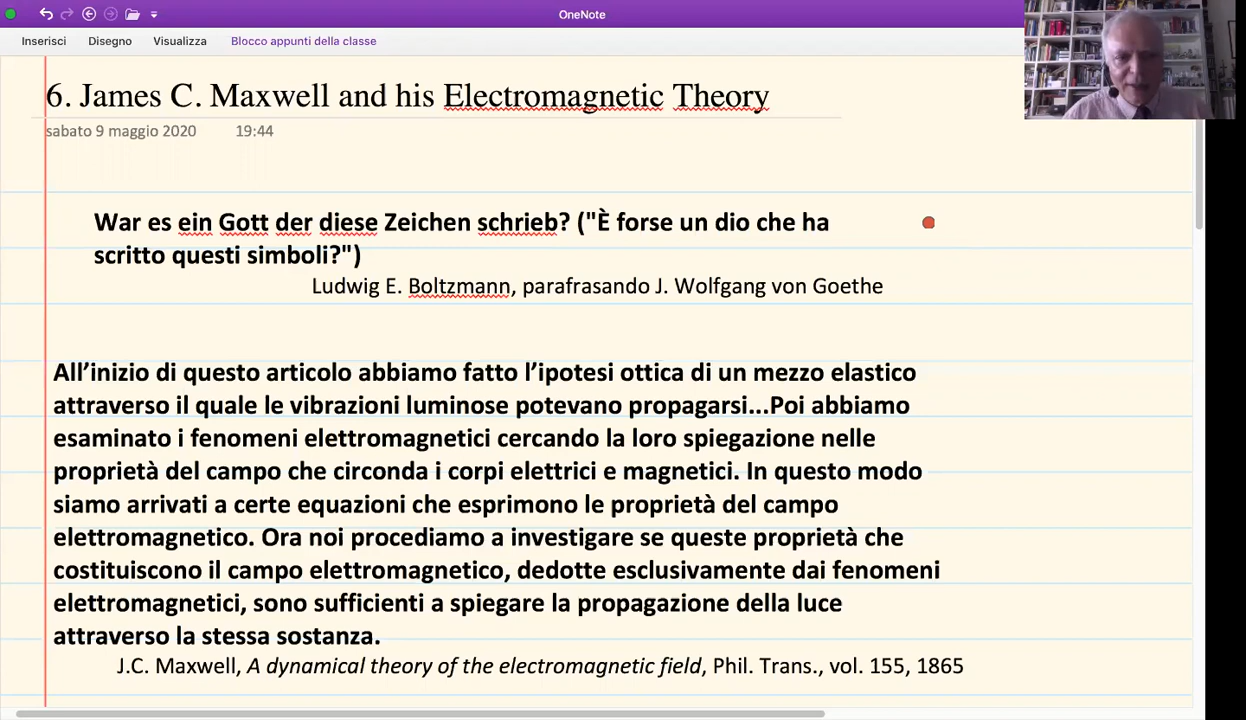 OneNote
Inserisci Disegno Visualizza Blocco appunti della classe
6. James C. Maxwell and his Electromagnetic Theory
sabato 9 maggio 2020 19:44
War es ein Gott der diese Zeichen schrieb? ("È forse un dio che ha
scritto questi simboli?")
Ludwig E. Boltzmann, parafrasando J. Wolfgang von Goethe
All’inizio di questo articolo abbiamo fatto l’ipotesi ottica di un mezzo elastico
attraverso il quale le vibrazioni luminose potevano propagarsi...Poi abbiamo
esaminato i fenomeni elettromagnetici cercando la loro spiegazione nelle
proprietà del campo che circonda i corpi elettrici e magnetici. In questo modo
siamo arrivati a certe equazioni che esprimono le proprietà del campo
elettromagnetico. Ora noi procediamo a investigare se queste proprietà che
costituiscono il campo elettromagnetico, dedotte esclusivamente dai fenomeni
elettromagnetici, sono sufficienti a spiegare la propagazione della luce
attraverso la stessa sostanza.
J.C. Maxwell, A dynamical theory of the electromagnetic field, Phil. Trans., vol. 155, 1865